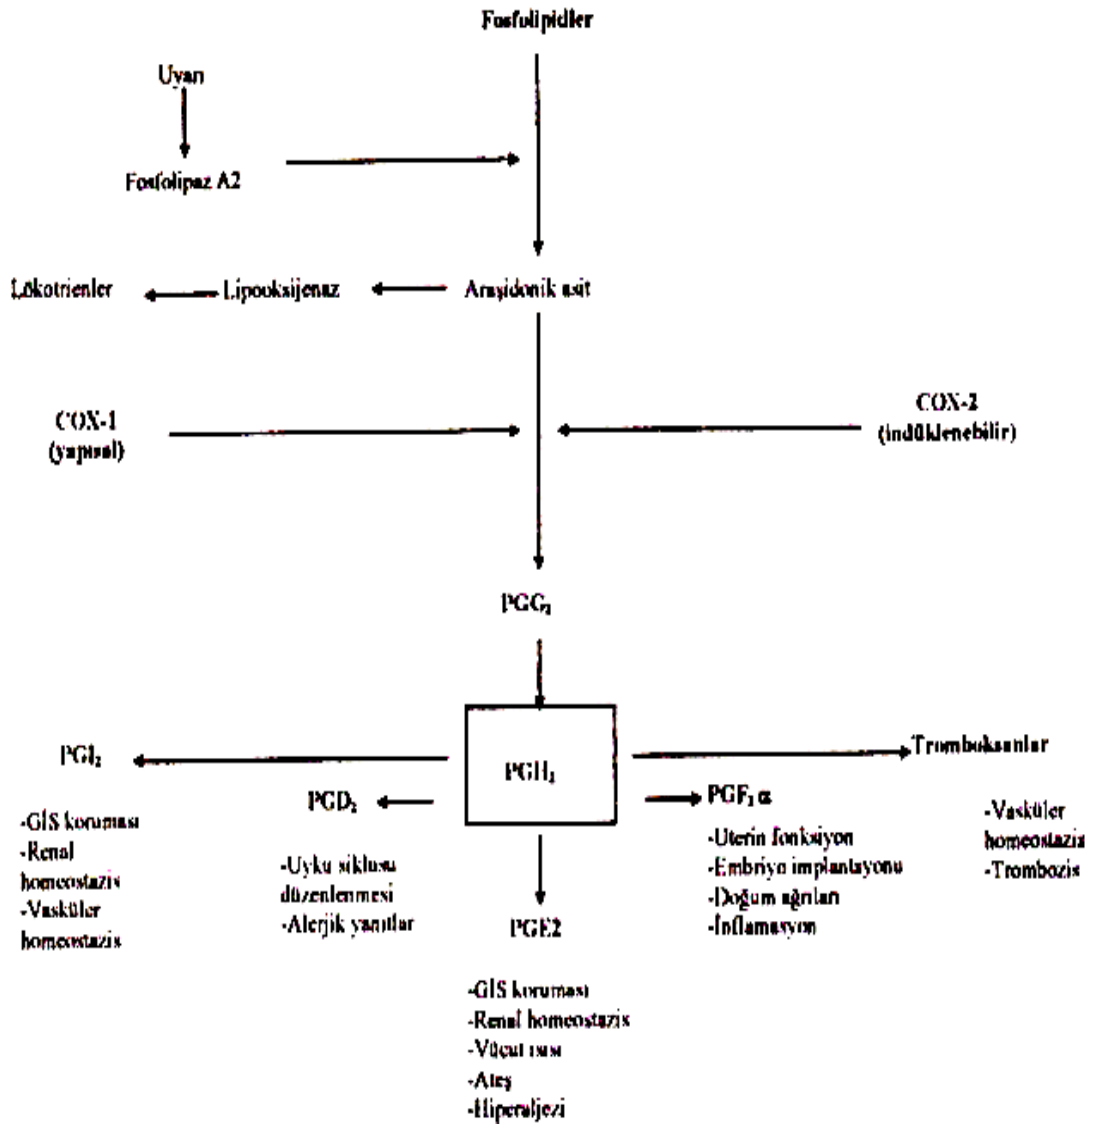 Fosfolipidler
Uyarı
Fosfolipaz A2
Lökotrienler
Lipooksijenaz
Araşidonik asit
COX-1
(yapısal)
COX-2
(indüklenebilir)
PGG₂
PGH₂
PGI₂
-GİS koruması
-Renal
homeostazis
-Vasküler
homeostazis
PGD₂
-Uyku siklusu
düzenlenmesi
-Alerjik yanıtlar
PGE2
-GİS koruması
-Renal homeostazis
-Vücut ısısı
-Ateş
-Hiperaljezi
PGF₂ α
-Uterin fonksiyon
-Embriyo implantayonu
-Doğum ağrıları
-İnflamasyon
Tromboksanlar
-Vasküler
homeostazis
-Trombozis